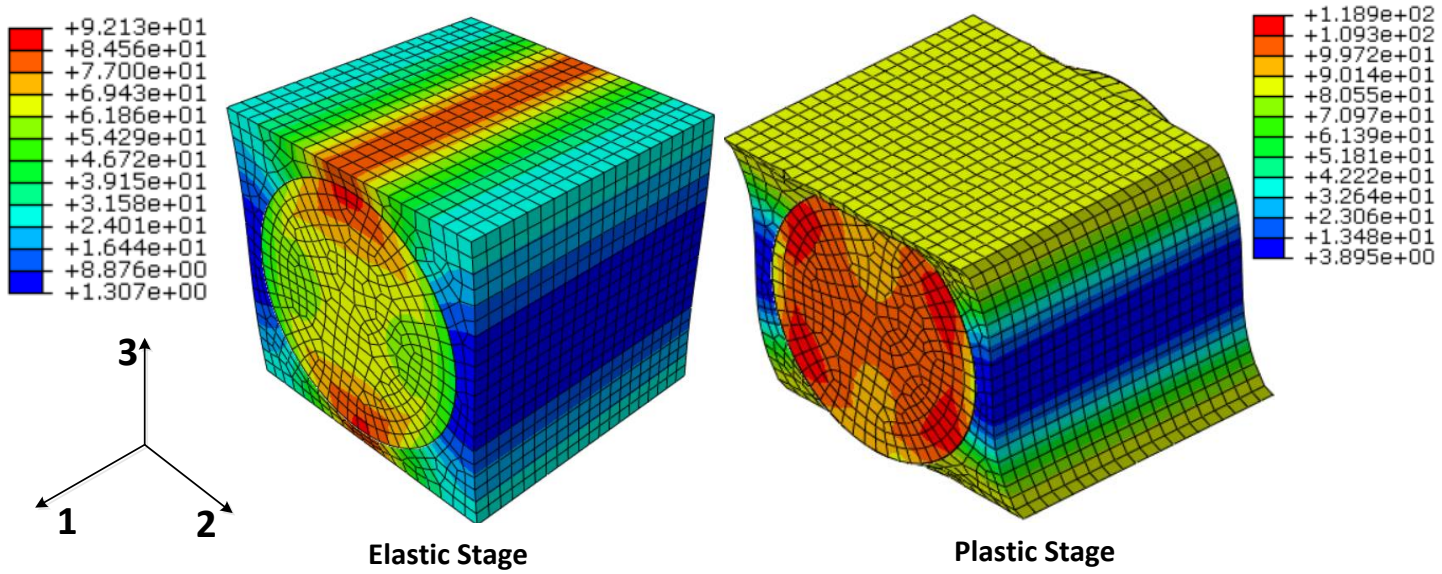 +9.213e+01
+8.456e+01
+7.700e+01
+6.943e+01
+6.186e+01
+5.429e+01
+4.672e+01
+3.915e+01
+3.158e+01
+2.401e+01
+1.644e+01
+8.876e+00
+1.307e+00
+1.189e+02
+1.093e+02
+9.972e+01
+9.014e+01
+8.055e+01
+7.097e+01
+6.139e+01
+5.181e+01
+4.222e+01
+3.264e+01
+2.306e+01
+1.348e+01
+3.895e+00
3
1
2
Elastic Stage
Plastic Stage